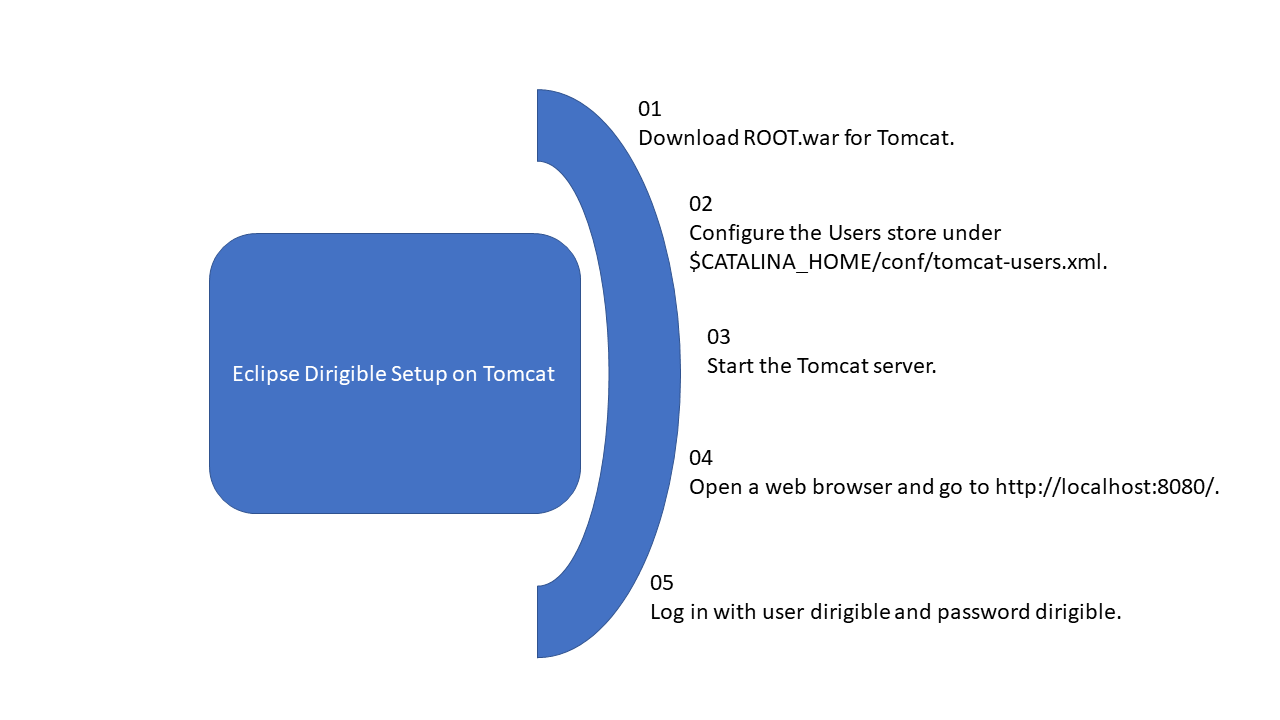 Eclipse Dirigible Setup on Tomcat
01
Download ROOT.war for Tomcat.
02
Configure the Users store under
$CATALINA_HOME/conf/tomcat-users.xml.
03
Start the Tomcat server.
04
Open a web browser and go to http://localhost:8080/.
05
Log in with user dirigible and password dirigible.